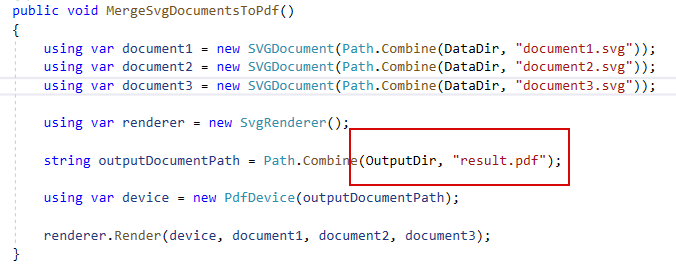 public void MergeSvgDocumentsToPdf()
{
using var document1 = new SVGDocument(Path.Combine(DataDir, "document1.svg"));
using var document2 = new SVGDocument(Path.Combine(DataDir, "document2.svg"));
using var document3 = new SVGDocument(Path.Combine(DataDir, "document3.svg"));
using var renderer = new SvgRenderer();
string outputDocumentPath = Path.Combine(OutputDir, "result.pdf");
using var device = new PdfDevice(outputDocumentPath);
renderer.Render(device, document1, document2, document3);
}